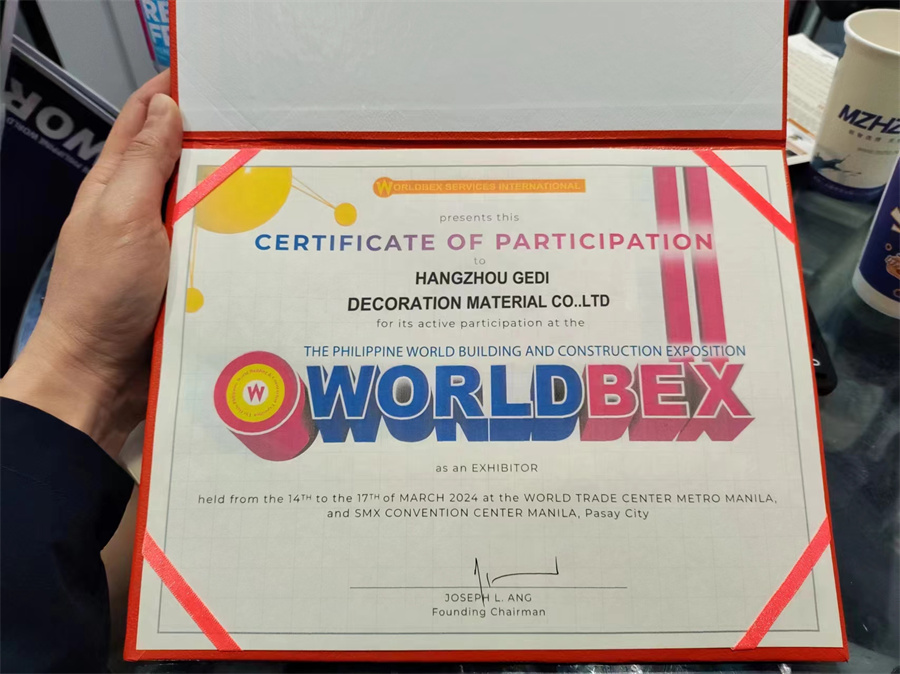 WORLDBEX SERVICES INTERNATIONAL
presents this
CERTIFICATE OF PARTICIPATION
to
HANGZHOU GEDI
DECORATION MATERIAL CO..LTD
for its active participation at the
THE PHILIPPINE WORLD BUILDING AND CONSTRUCTION EXPOSITION
W
WORLDBEX
as an EXHIBITOR
held from the 14TH to the 17TH of MARCH 2024 at the WORLD TRADE CENTER METRO MANILA,
and SMX CONVENTION CENTER MANILA, Pasay City
JOSEPH L. ANG
Founding Chairman
WOR
MZHZ